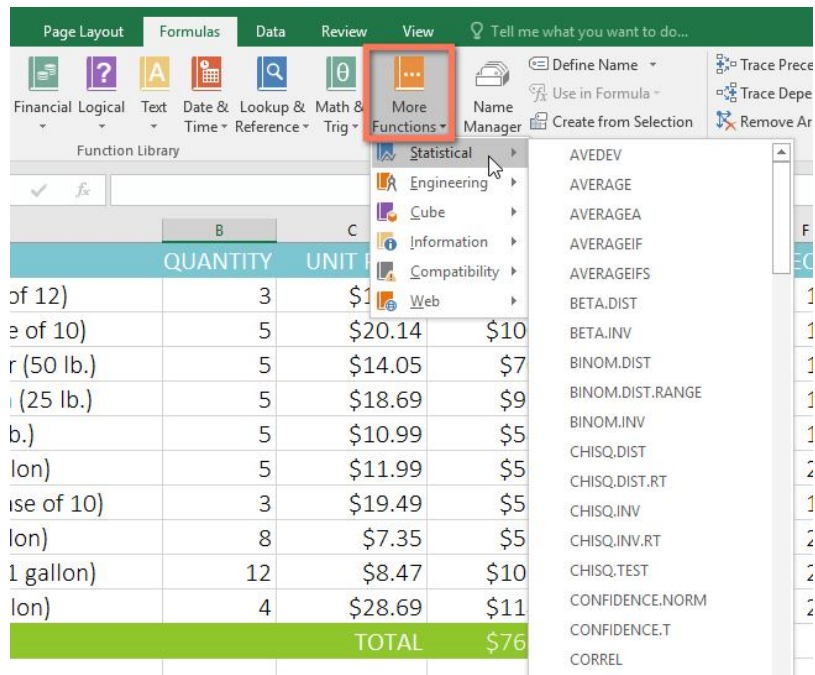 Page Layout Formulas Data Review View Tell me what you want to do...
Financial Logical Text Date & Time Lookup & Reference Math & Trig More Functions Name Manager
Define Name
Use in Formula
Create from Selection
Trace Prece
Trace Depe
Remove Ar
Function Library
Statistical
Engineering
Cube
Information
Compatibility
Web
AVEDEV
AVERAGE
AVERAGEA
AVERAGEIF
AVERAGEIFS
BETA.DIST
BETA.INV
BINOM.DIST
BINOM.DIST.RANGE
BINOM.INV
CHISQ.DIST
CHISQ.DIST.RT
CHISQ.INV
CHISQ.INV.RT
CHISQ.TEST
CONFIDENCE.NORM
CONFIDENCE.T
CORREL
fx
B C F
QUANTITY UNIT
of 12) 3 $1
e of 10) 5 $20.14 $10
r (50 lb.) 5 $14.05 $7
(25 lb.) 5 $18.69 $9
b.) 5 $10.99 $5
lon) 5 $11.99 $5
ase of 10) 3 $19.49 $5
lon) 8 $7.35 $5
1 gallon) 12 $8.47 $10
lon) 4 $28.69 $11
TOTAL $76